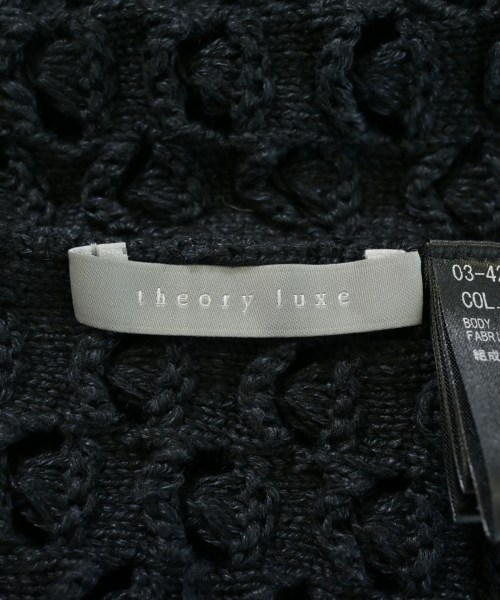 theory luxe
03-42
COL.
BODY
FABRI
組成